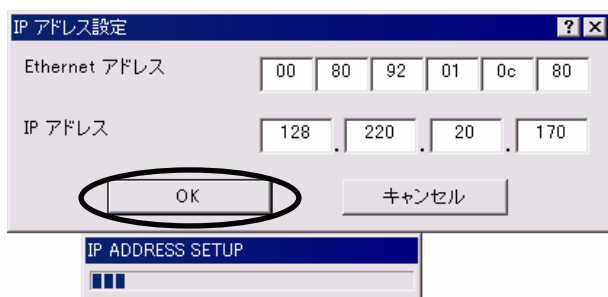 IP アドレス設定
Ethernet アドレス 00 80 92 01 0c 80
IP アドレス 128 . 220 . 20 . 170
OK キャンセル
IP ADDRESS SETUP